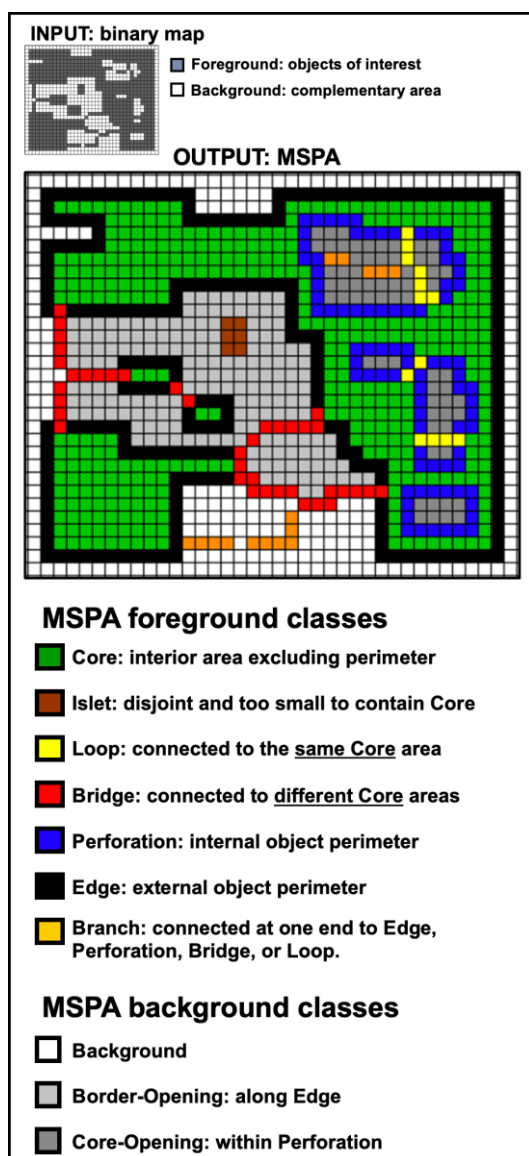 INPUT: binary map
Foreground: objects of interest
Background: complementary area
OUTPUT: MSPA
MSPA foreground classes
Core: interior area excluding perimeter
Islet: disjoint and too small to contain Core
Loop: connected to the same Core area
Bridge: connected to different Core areas
Perforation: internal object perimeter
Edge: external object perimeter
Branch: connected at one end to Edge,
Perforation, Bridge, or Loop.
MSPA background classes
Background
Border-Opening: along Edge
Core-Opening: within Perforation